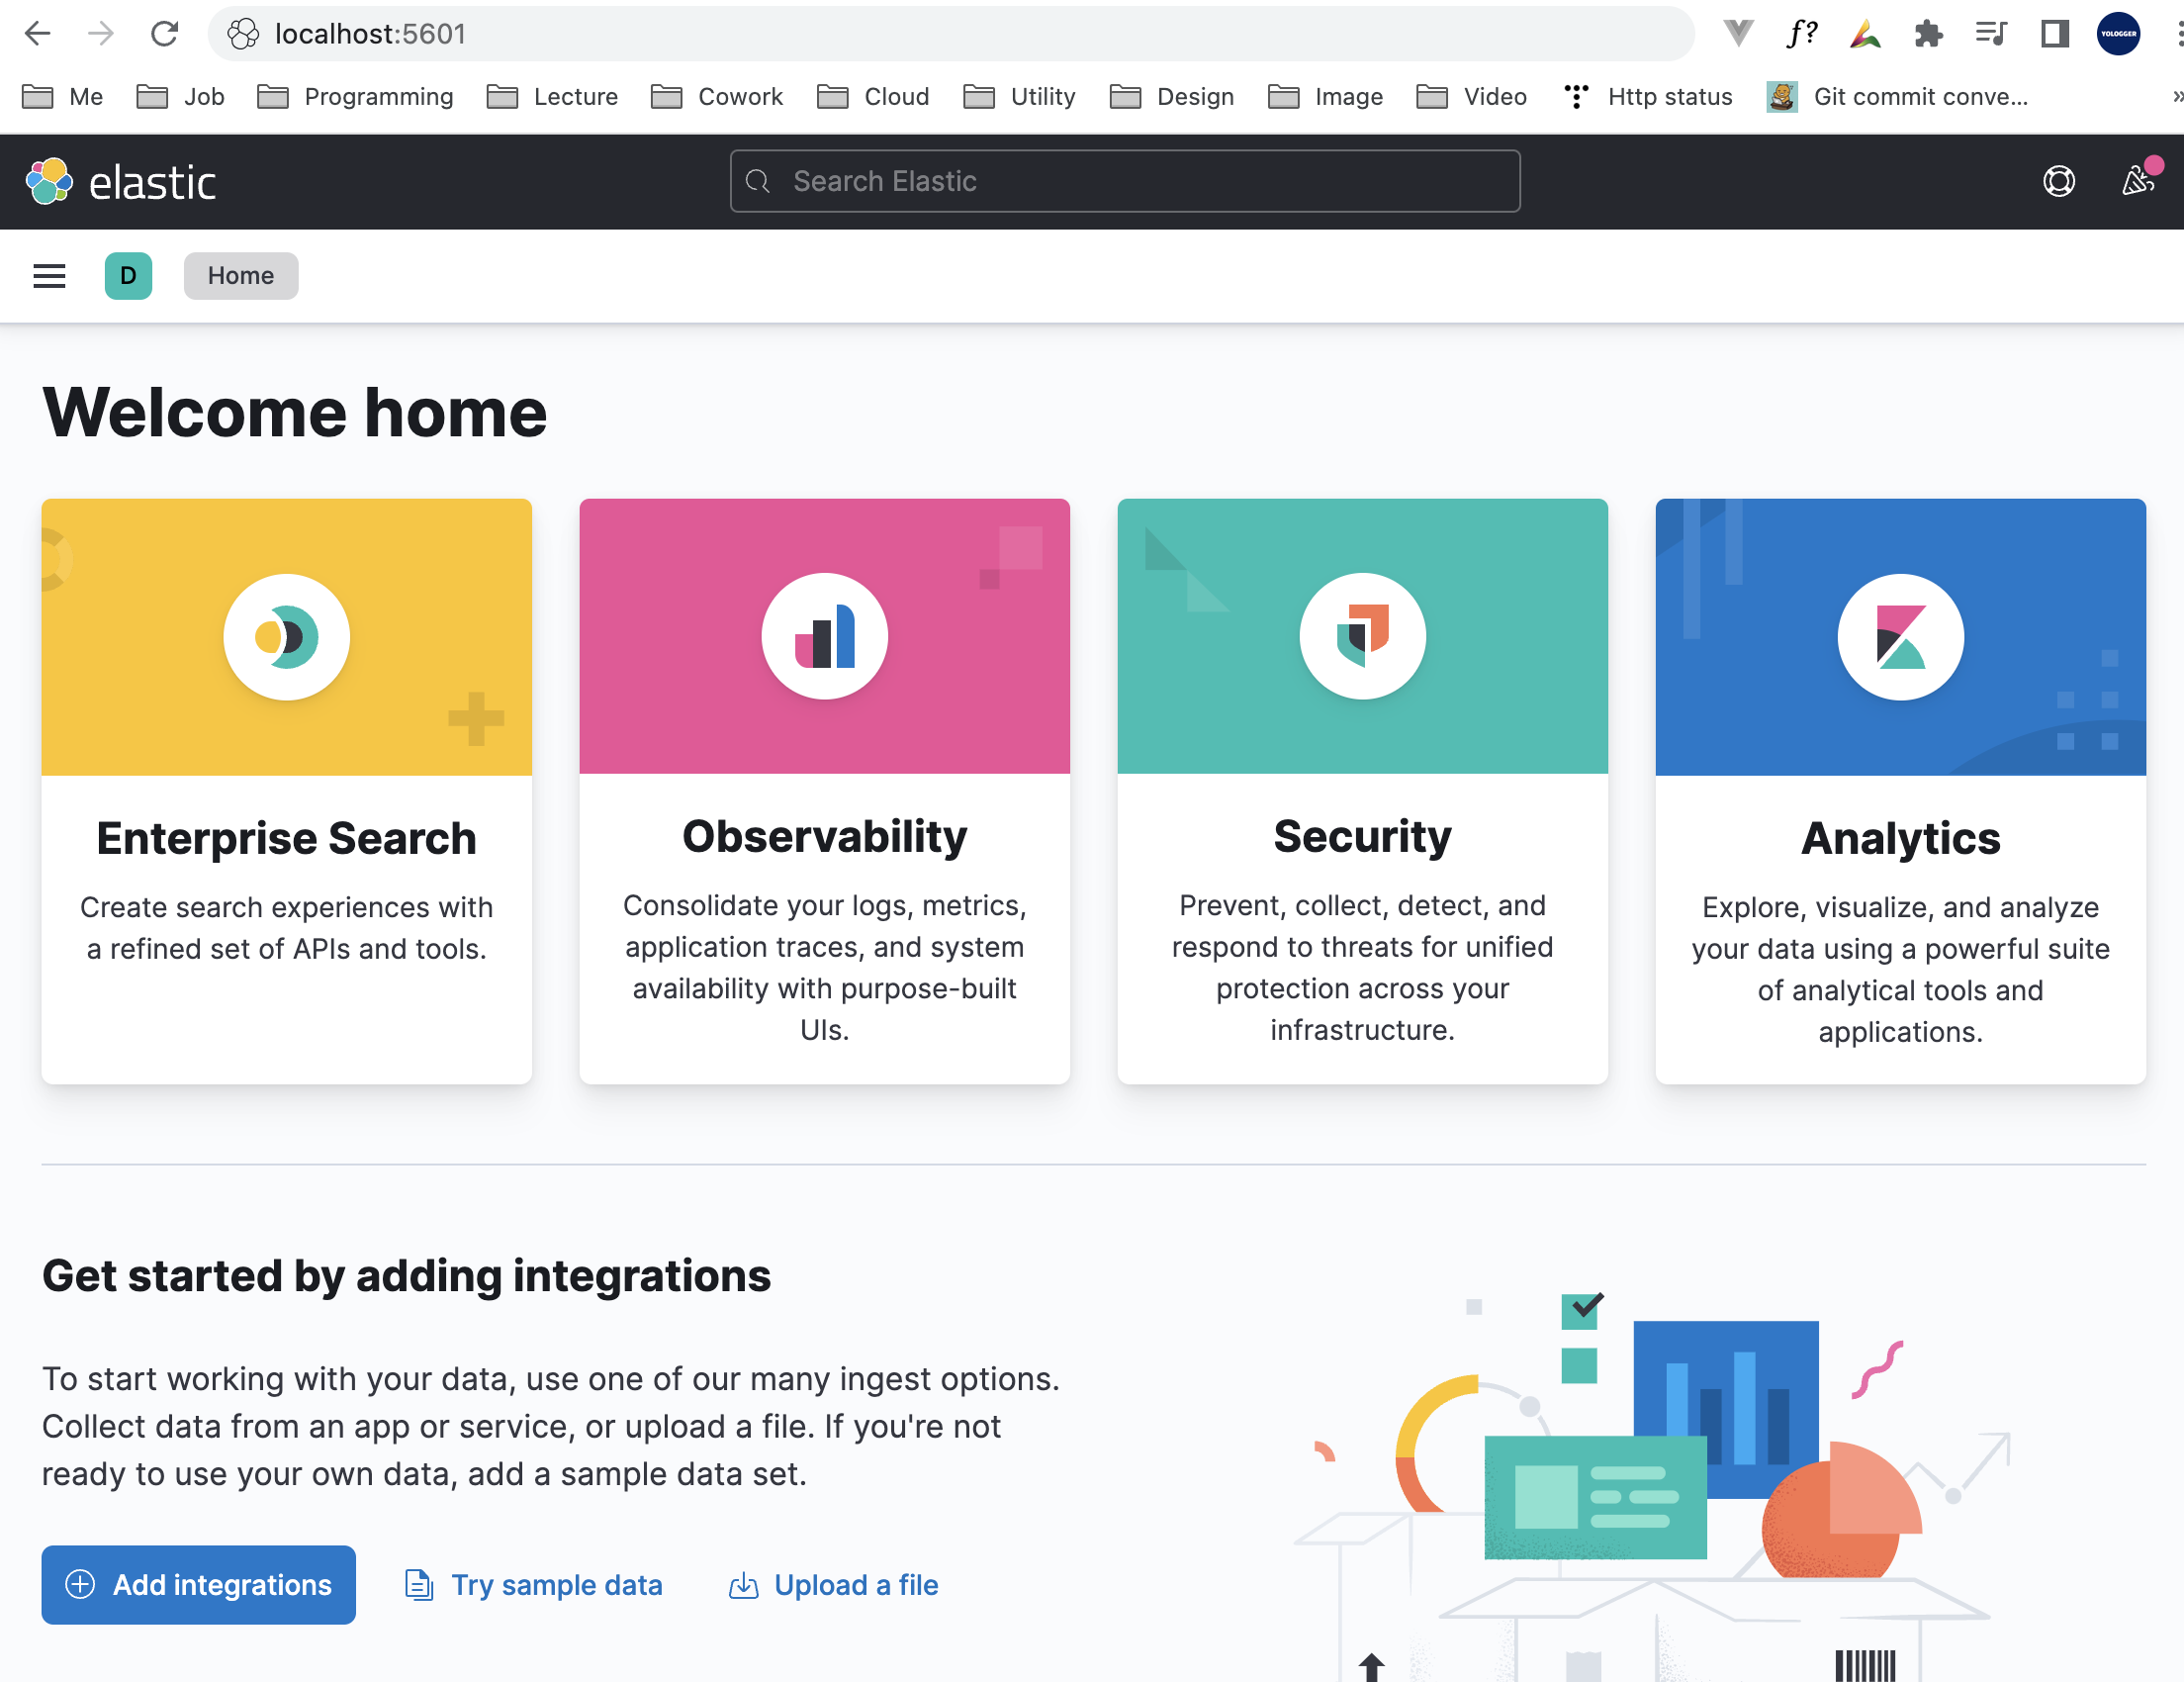 localhost:5601
f?
YOLOGGER
Me Job Programming Lecture Cowork Cloud Utility Design Image Video Http status Git commit conve... »
elastic
Search Elastic
D Home
Welcome home
Enterprise Search
Create search experiences with
a refined set of APIs and tools.
Observability
Consolidate your logs, metrics,
application traces, and system
availability with purpose-built
UIs.
Security
Prevent, collect, detect, and
respond to threats for unified
protection across your
infrastructure.
Analytics
Explore, visualize, and analyze
your data using a powerful suite
of analytical tools and
applications.
Get started by adding integrations
To start working with your data, use one of our many ingest options.
Collect data from an app or service, or upload a file. If you're not
ready to use your own data, add a sample data set.
Add integrations Try sample data Upload a file